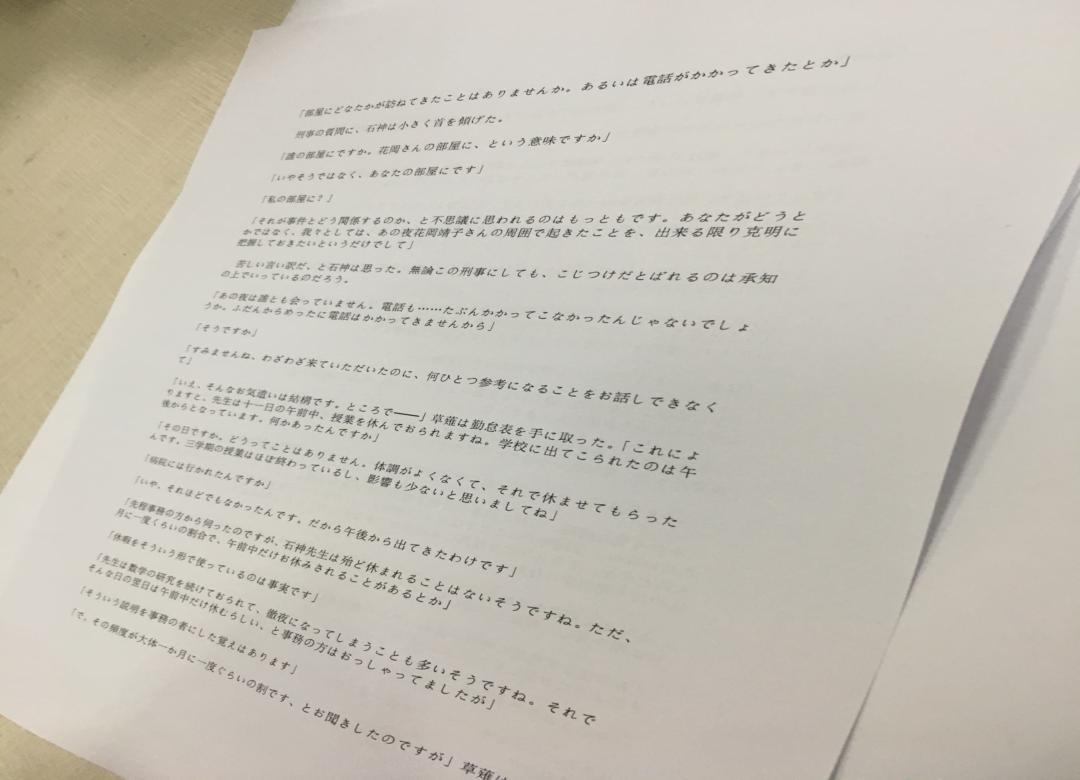 「部屋にどなたかが訪ねてきたことはありませんか。あるいは電話がかかってきたとか」
刑事の質問に、石神は小さく首を傾げた。
「誰の部屋にですか。花岡さんの部屋に、という意味ですか」
「いやそうではなく、あなたの部屋にです」
「私の部屋に？」
「それが事件とどう関係するのか、と不思議に思われるのはもっともです。あなたがどうと
かではなく、我々としては、あの夜花岡靖子さんの周囲で起きたことを、出来る限り克明に
把握しておきたいというだけでして」
苦しい言い訳だ、と石神は思った。無論この刑事にしても、こじつけだとばれるのは承知
の上でいっているのだろう。
「あの夜は誰とも会っていません。電話も……たぶんかかってこなかったんじゃないでしょ
うか。ふだんからめったに電話はかかってきませんから」
「そうですか」
「すみませんね、わざわざ来ていただいたのに、何ひとつ参考になることをお話しできなく
て」
「いえ、そんなお気遣いは結構です。ところで――」草薙は勤怠表を手に取った。「これによ
りますと、先生は十一日の午前中、授業を休んでおられますね。学校に出てこられたのは午
後からとなっています。何かあったんですか」
「その日ですか。どうってことはありません。体調がよくなくて、それで休ませてもらった
んです。三学期の授業はほぼ終わっているし、影響も少ないと思いましてね」
「病院には行かれたんですか」
「いや、それほどでもなかったんです。だから午後から出てきたわけです」
「先程事務の方から伺ったのですが、石神先生は殆ど休まれることはないそうですね。ただ、
月に一度くらいの割合で、午前中だけお休みされることがあるとか」
「休暇をそういう形で使っているのは事実です」
「先生は数学の研究を続けておられて、徹夜になってしまうことも多いそうですね。それで
そんな日の翌日は午前中だけ休むらしい、と事務の方はおっしゃってましたが」
「そういう説明を事務の者にした覚えはあります」
「で、その頻度が大体一か月に一度ぐらいの割です、とお聞きしたのですが」草薙は